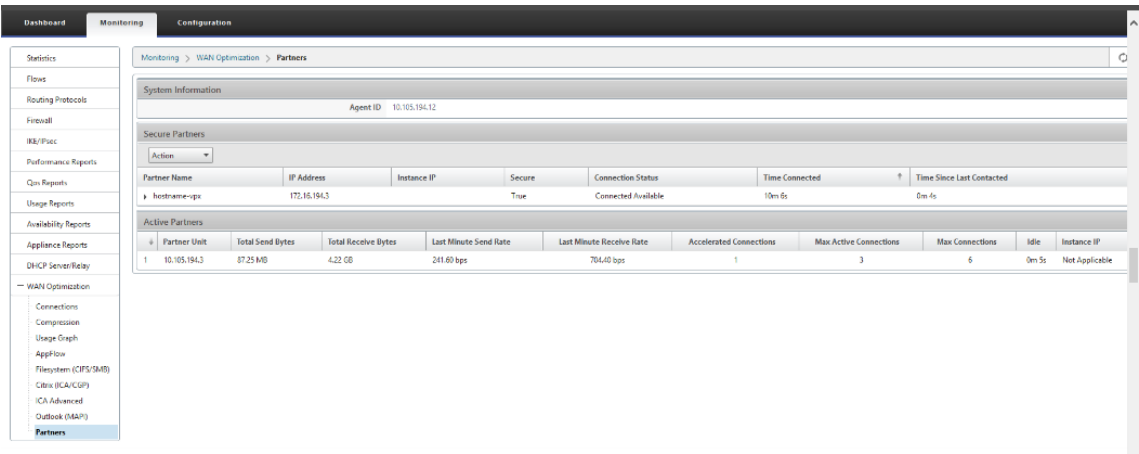 Dashboard Monitoring Configuration
Statistics
Flows
Routing Protocols
Firewall
IKE/IPsec
Performance Reports
Qos Reports
Usage Reports
Availability Reports
Appliance Reports
DHCP Server/Relay
WAN Optimization
Connections
Compression
Usage Graph
AppFlow
Filesystem (CIFS/SMB)
Citrix (ICA/CGP)
ICA Advanced
Outlook (MAPI)
Partners
Monitoring > WAN Optimization > Partners
System Information
Agent ID 10.105.194.12
Secure Partners
Action
Partner Name IP Address Instance IP Secure Connection Status Time Connected Time Since Last Contacted
hostname-vpx 172.16.194.3 True Connected Available 10m 6s 0m 4s
Active Partners
Partner Unit Total Send Bytes Total Receive Bytes Last Minute Send Rate Last Minute Receive Rate Accelerated Connections Max Active Connections Max Connections Idle Instance IP
1 10.105.194.3 87.25 MB 4.22 GB 241.60 bps 704.40 bps 1 3 6 0m 5s Not Applicable